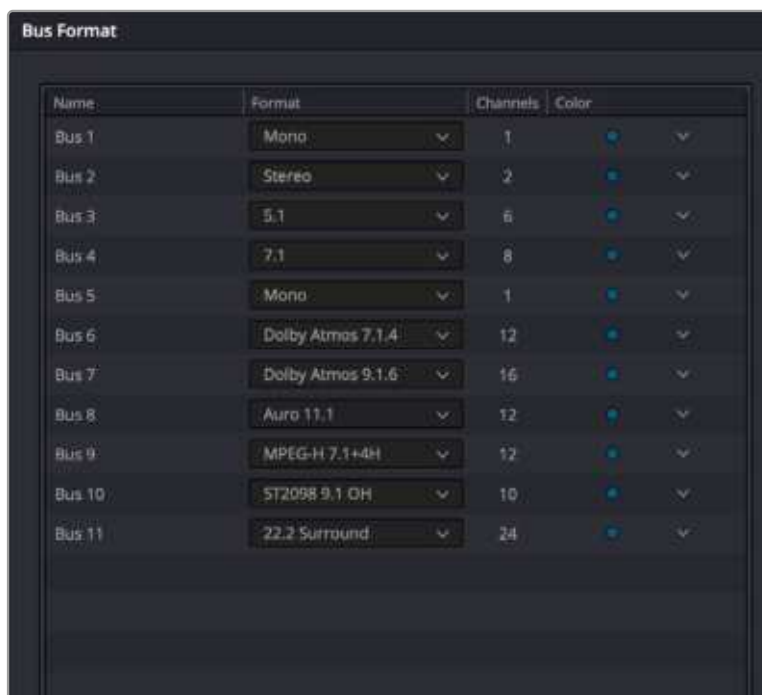 Bus Format
Name Format Channels Color
Bus 1 Mono 1
Bus 2 Stereo 2
Bus 3 5.1 6
Bus 4 7.1 8
Bus 5 Mono 1
Bus 6 Dolby Atmos 7.1.4 12
Bus 7 Dolby Atmos 9.1.6 16
Bus 8 Auro 11.1 12
Bus 9 MPEG-H 7.1+4H 12
Bus 10 ST2098 9.1 OH 10
Bus 11 22.2 Surround 24